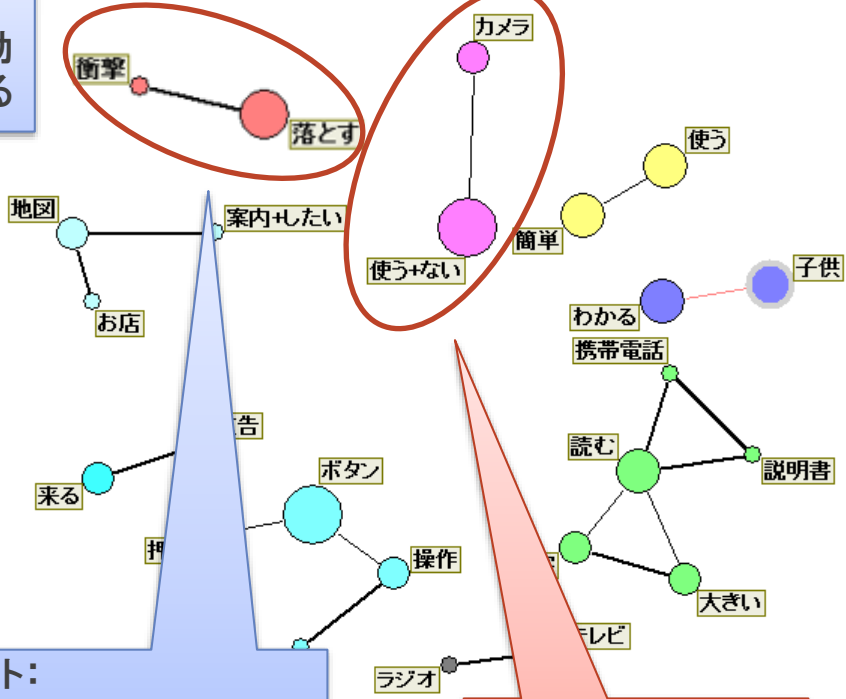 る
カメラ
衝撃
落とす
使う
地図
案内+したい
簡単
使う+ない
子供
お店
わかる
携帯電話
告
読む
ボタン
説明書
来る
押
操作
大きい
テレビ
ラジオ
ト: